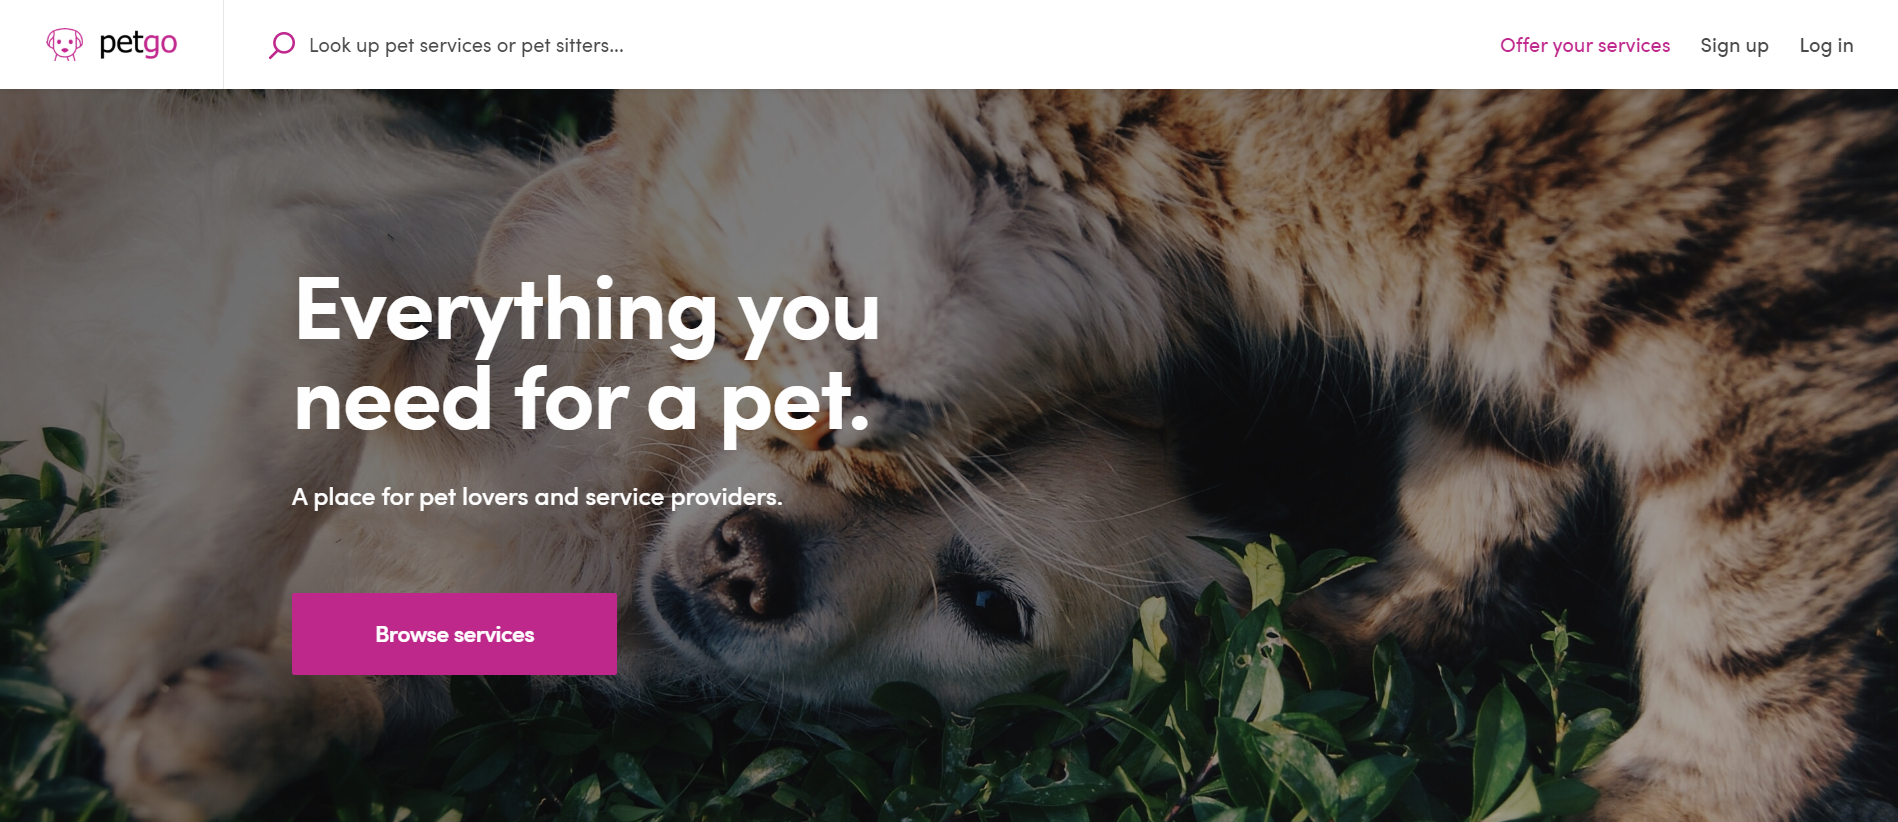 petgo
Look up pet services or pet sitters...
Offer your services
Sign up
Log in
Everything you
need for a pet.
A place for pet lovers and service providers.
Browse services